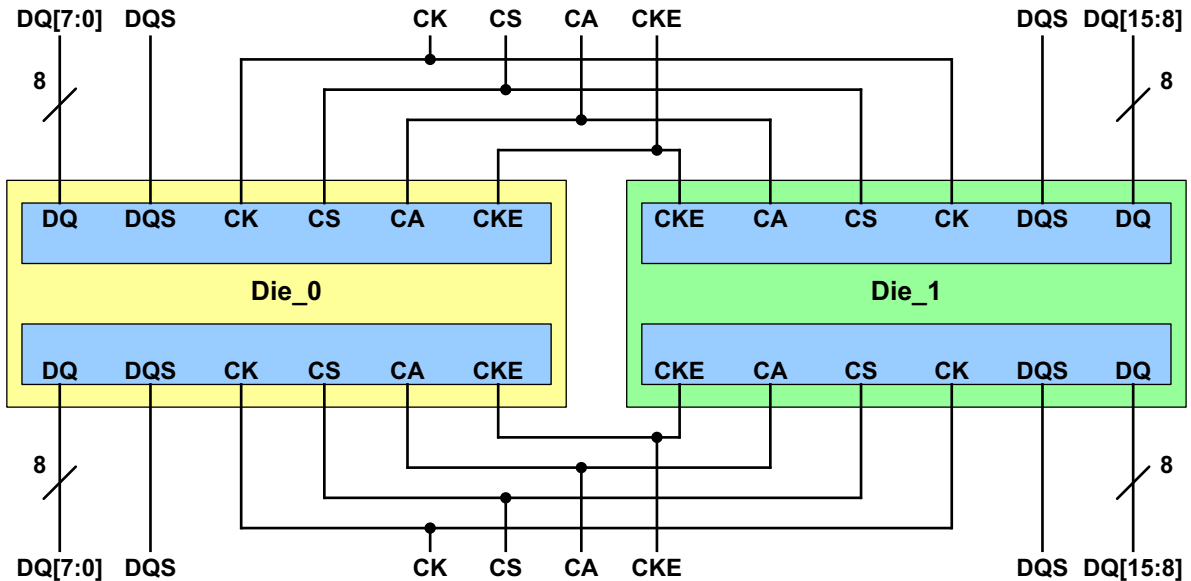 DQ[7:0] DQS CK CS CA CKE DQS DQ[15:8]
8 8
DQ DQS CK CS CA CKE CKE CA CS CK DQS DQ
Die_0 Die_1
DQ DQS CK CS CA CKE CKE CA CS CK DQS DQ
8 8
DQ[7:0] DQS CK CS CA CKE DQS DQ[15:8]